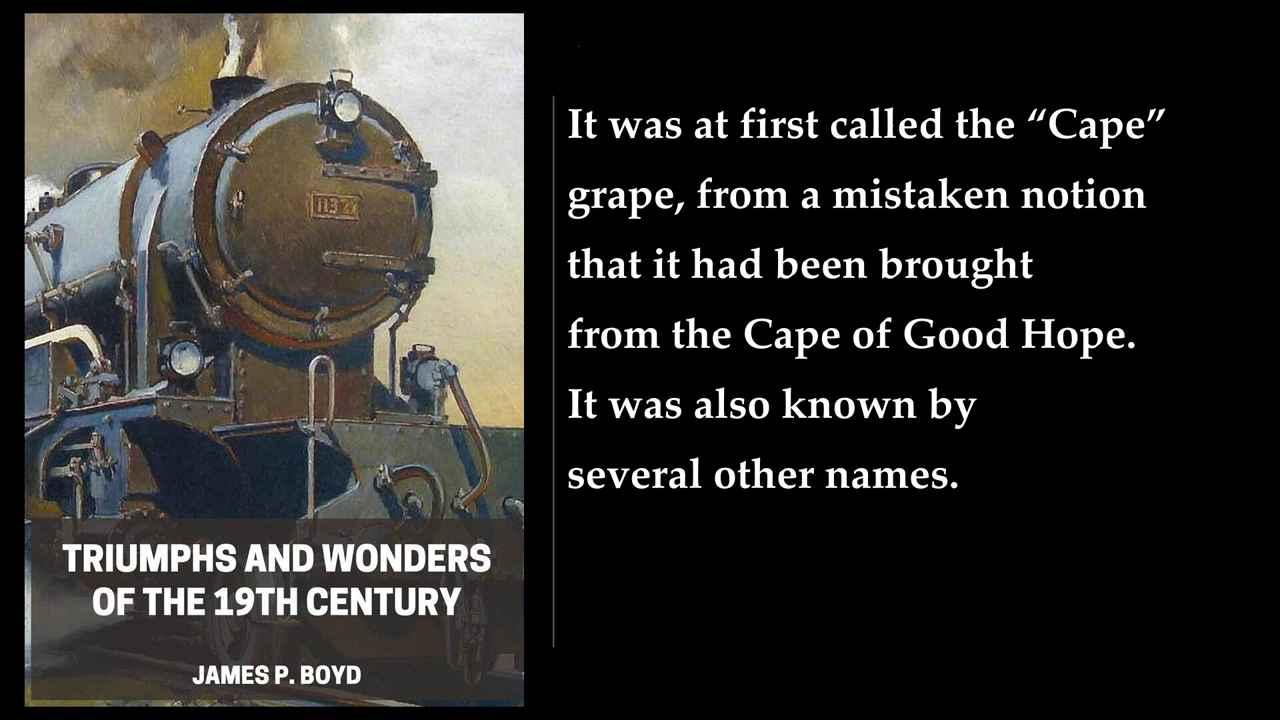 It was at first called the “Cape”
grape, from a mistaken notion
that it had been brought
from the Cape of Good Hope.
It was also known by
several other names.
TRIUMPHS AND WONDERS
OF THE 19TH CENTURY
JAMES P. BOYD